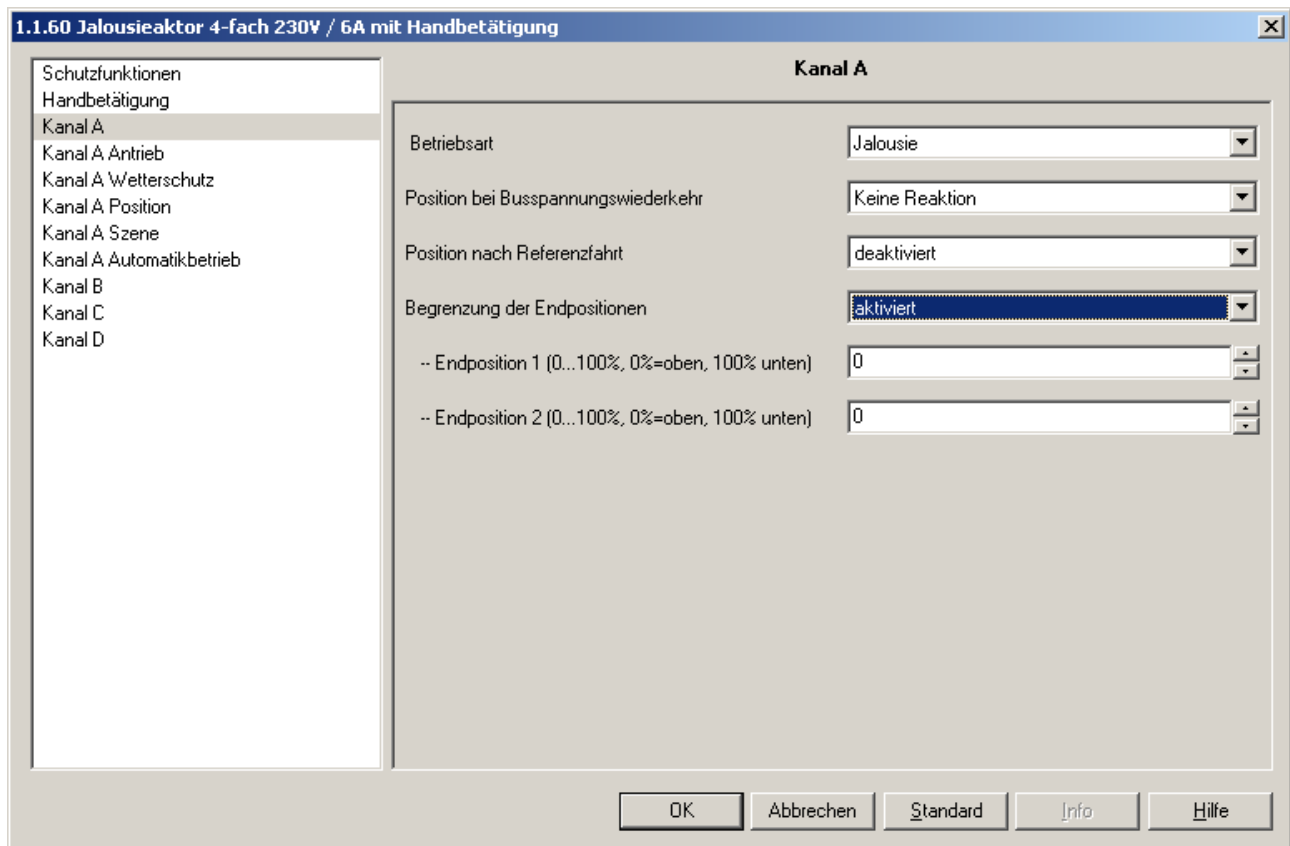 1.1.60 Jalousieaktor 4-fach 230V / 6A mit Handbetätigung
Schutzfunktionen
Handbetätigung
Kanal A
Kanal A Antrieb
Kanal A Wetterschutz
Kanal A Position
Kanal A Szene
Kanal A Automatikbetrieb
Kanal B
Kanal C
Kanal D
Kanal A
Betriebsart
Jalousie
Position bei Busspannungswiederkehr
Keine Reaktion
Position nach Referenzfahrt
deaktiviert
Begrenzung der Endpositionen
aktiviert
-- Endposition 1 (0...100%, 0%=oben, 100% unten)
0
-- Endposition 2 (0...100%, 0%=oben, 100% unten)
0
OK
Abbrechen
Standard
Info
Hilfe